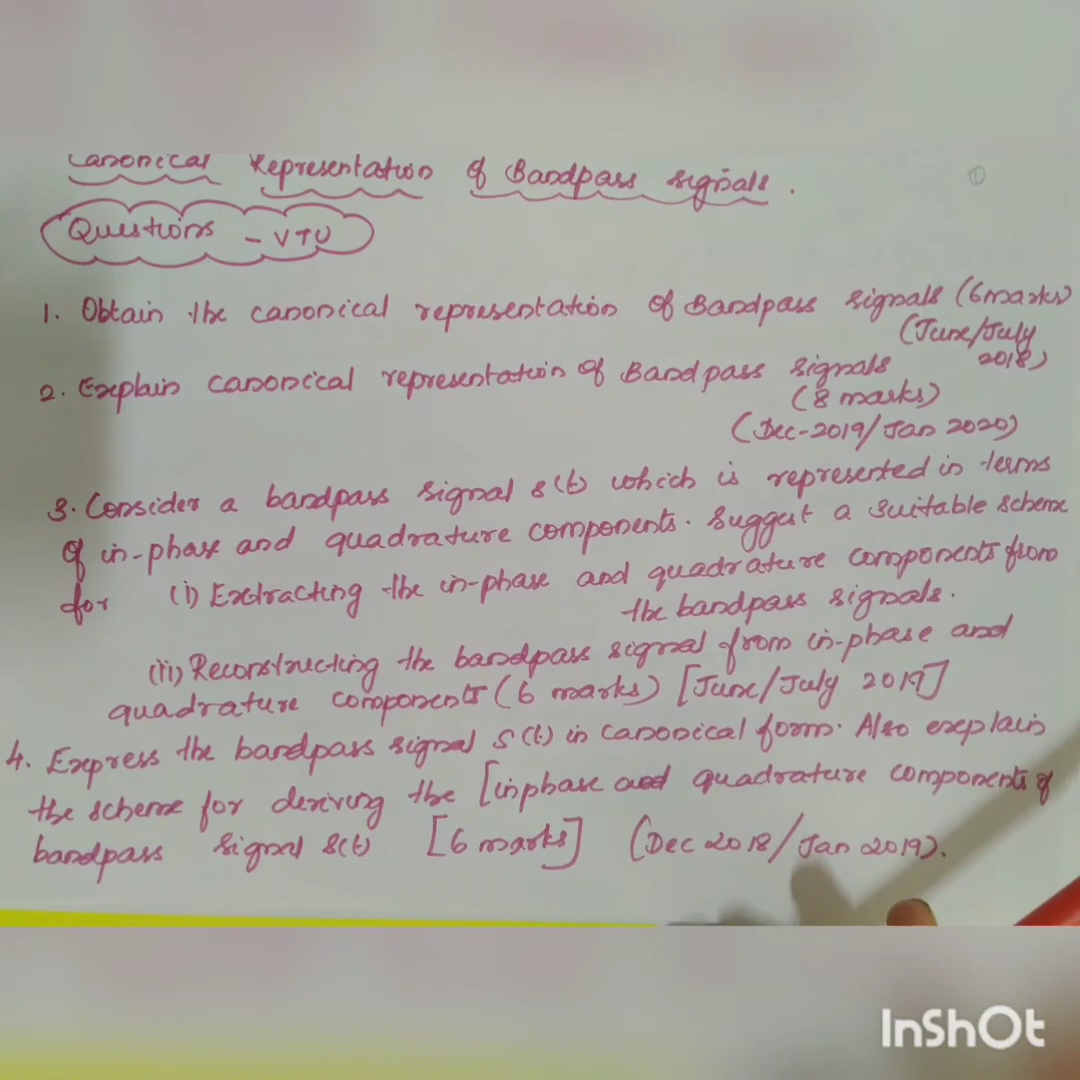 Canonical Representation of Bandpass signals.
①
Questions - VTU
1. Obtain the canonical representation of Bandpass signals (6 marks)
(June/July 2018)
2. Explain canonical representation of Bandpass signals
(8 marks)
(Dec-2019/Jan 2020)
3. Consider a bandpass signal s(t) which is represented in terms
of in-phase and quadrature components. Suggest a suitable scheme
for (i) Extracting the in-phase and quadrature components from
the bandpass signals.
(ii) Reconstructing the bandpass signal from in-phase and
quadrature components (6 marks) [June/July 2019]
4. Express the bandpass signal S(t) in canonical form. Also explain
the scheme for deriving the [inphase and quadrature components of
bandpass signal s(t) [6 marks] (Dec 2018/Jan 2019).
InShOt